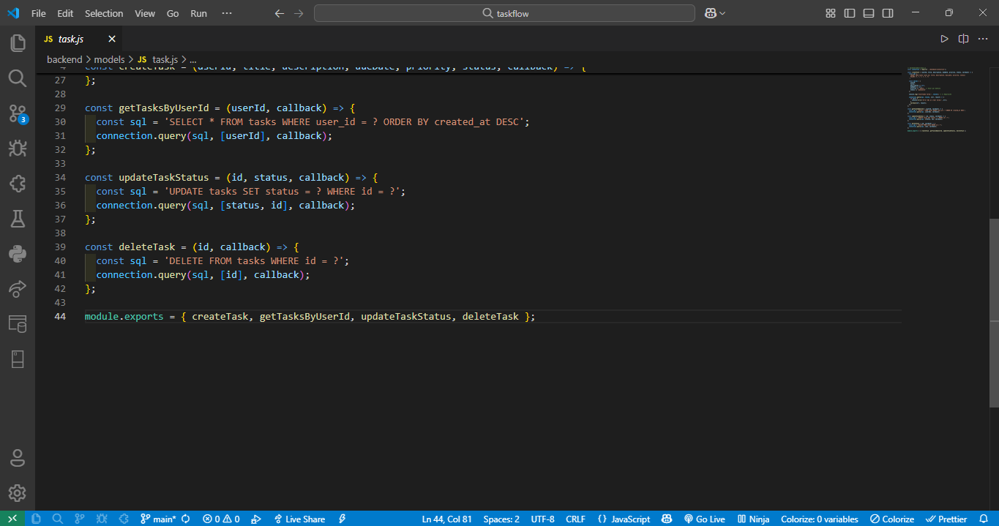 File Edit Selection View Go Run ··· taskflow
JS task.js
backend > models > JS task.js > ...
4 const createTask = (userId, title, description, dueDate, priority, status, callback) => {
27 };
28
29 const getTasksByUserId = (userId, callback) => {
30 const sql = 'SELECT * FROM tasks WHERE user_id = ? ORDER BY created_at DESC';
31 connection.query(sql, [userId], callback);
32 };
33
34 const updateTaskStatus = (id, status, callback) => {
35 const sql = 'UPDATE tasks SET status = ? WHERE id = ?';
36 connection.query(sql, [status, id], callback);
37 };
38
39 const deleteTask = (id, callback) => {
40 const sql = 'DELETE FROM tasks WHERE id = ?';
41 connection.query(sql, [id], callback);
42 };
43
44 module.exports = { createTask, getTasksByUserId, updateTaskStatus, deleteTask };
3
main* 0 0 Live Share Ln 44, Col 81 Spaces: 2 UTF-8 CRLF {} JavaScript Go Live Ninja Colorize: 0 variables Colorize Prettier